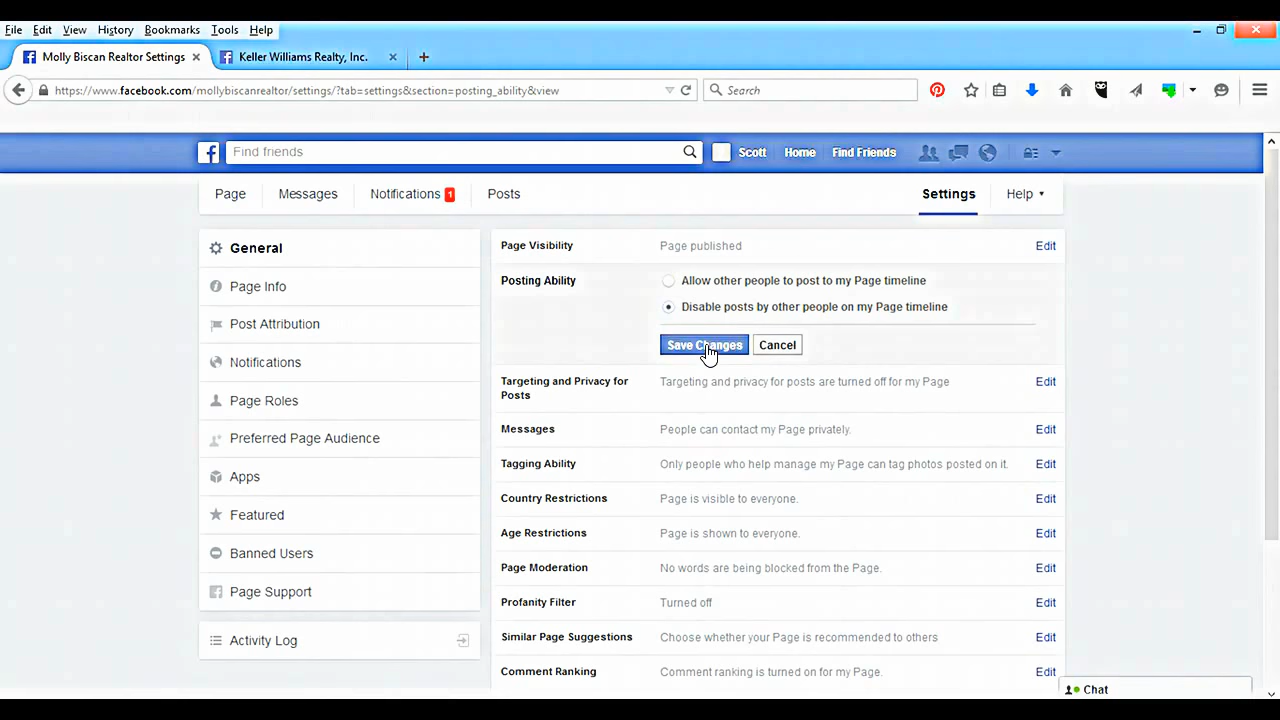 File Edit View History Bookmarks Tools Help
Molly Biscan Realtor Settings × Keller Williams Realty, Inc. × +
https://www.facebook.com/mollybiscanrealtor/settings/?tab=settings&section=posting_ability&view Search
Find friends Scott Home Find Friends
Page Messages Notifications 1 Posts Settings Help
General
Page Info
Post Attribution
Notifications
Page Roles
Preferred Page Audience
Apps
Featured
Banned Users
Page Support
Activity Log
Page Visibility Page published Edit
Posting Ability Allow other people to post to my Page timeline
Disable posts by other people on my Page timeline
Save Changes Cancel
Targeting and Privacy for Targeting and privacy for posts are turned off for my Page Edit
Posts
Messages People can contact my Page privately. Edit
Tagging Ability Only people who help manage my Page can tag photos posted on it. Edit
Country Restrictions Page is visible to everyone. Edit
Age Restrictions Page is shown to everyone. Edit
Page Moderation No words are being blocked from the Page. Edit
Profanity Filter Turned off Edit
Similar Page Suggestions Choose whether your Page is recommended to others Edit
Comment Ranking Comment ranking is turned on for my Page. Edit
Chat